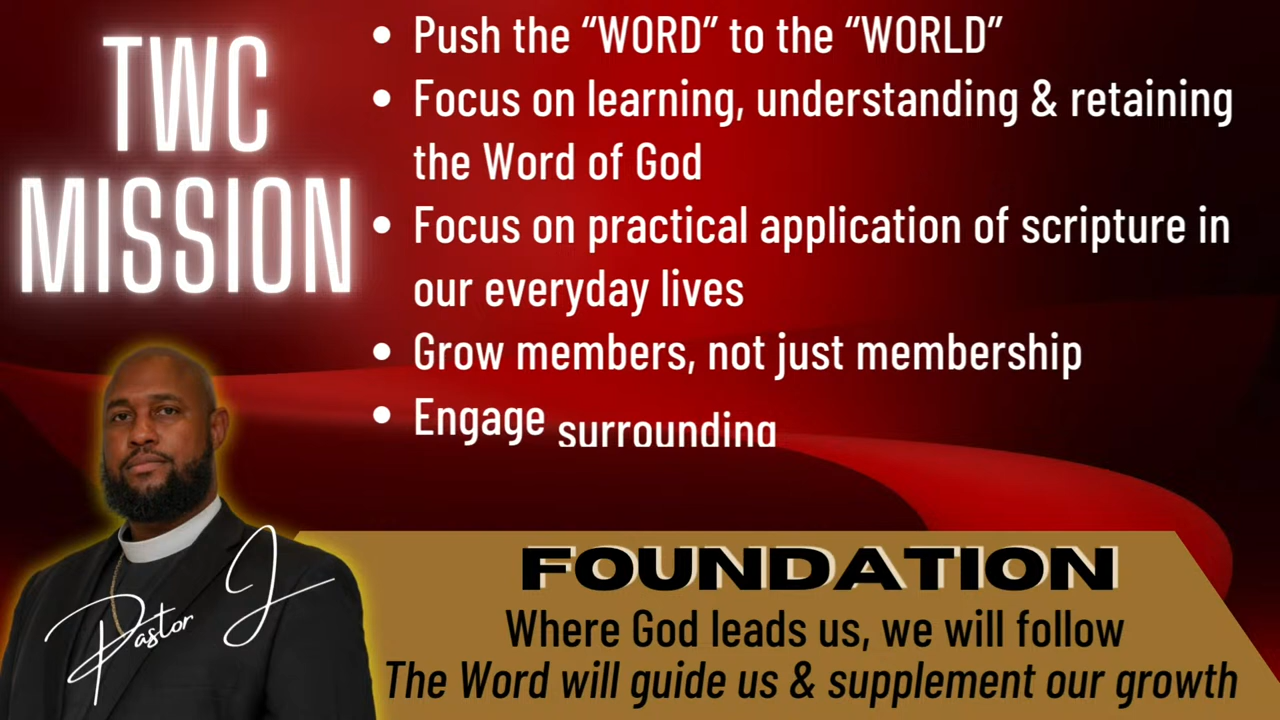 TWC
MISSION
• Push the “WORD” to the “WORLD”
• Focus on learning, understanding & retaining
the Word of God
• Focus on practical application of scripture in
our everyday lives
• Grow members, not just membership
• Engage surrounding
Pastor J
FOUNDATION
Where God leads us, we will follow
The Word will guide us & supplement our growth